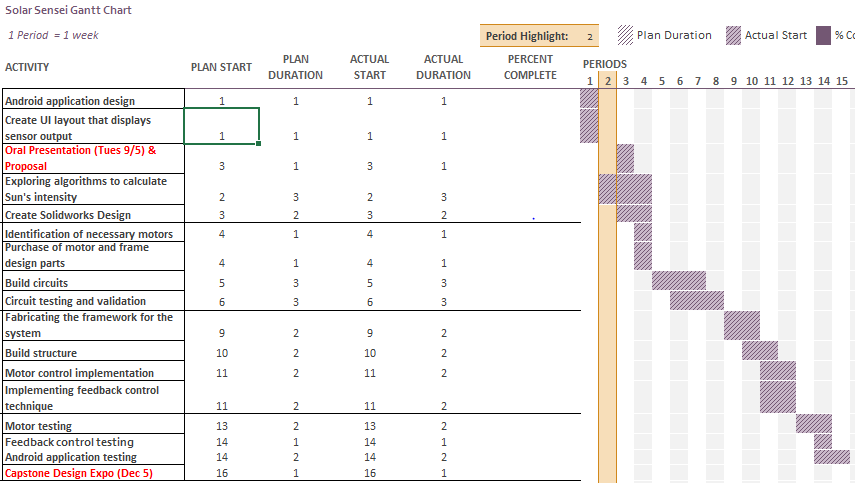 Solar Sensei Gantt Chart
1 Period = 1 week
Period Highlight: 2 Plan Duration Actual Start % Co
ACTIVITY PLAN START PLAN DURATION ACTUAL START ACTUAL DURATION PERCENT COMPLETE PERIODS
1 2 3 4 5 6 7 8 9 10 11 12 13 14 15
Android application design 1 1 1 1
Create UI layout that displays
sensor output 1 1 1 1
Oral Presentation (Tues 9/5) &
Proposal 3 1 3 1
Exploring algorithms to calculate
Sun's intensity 2 3 2 3
Create Solidworks Design 3 2 3 2
Identification of necessary motors 4 1 4 1
Purchase of motor and frame
design parts 4 1 4 1
Build circuits 5 3 5 3
Circuit testing and validation 6 3 6 3
Fabricating the framework for the
system 9 2 9 2
Build structure 10 2 10 2
Motor control implementation 11 2 11 2
Implementing feedback control
technique 11 2 11 2
Motor testing 13 2 13 2
Feedback control testing 14 1 14 1
Android application testing 14 2 14 2
Capstone Design Expo (Dec 5) 16 1 16 1